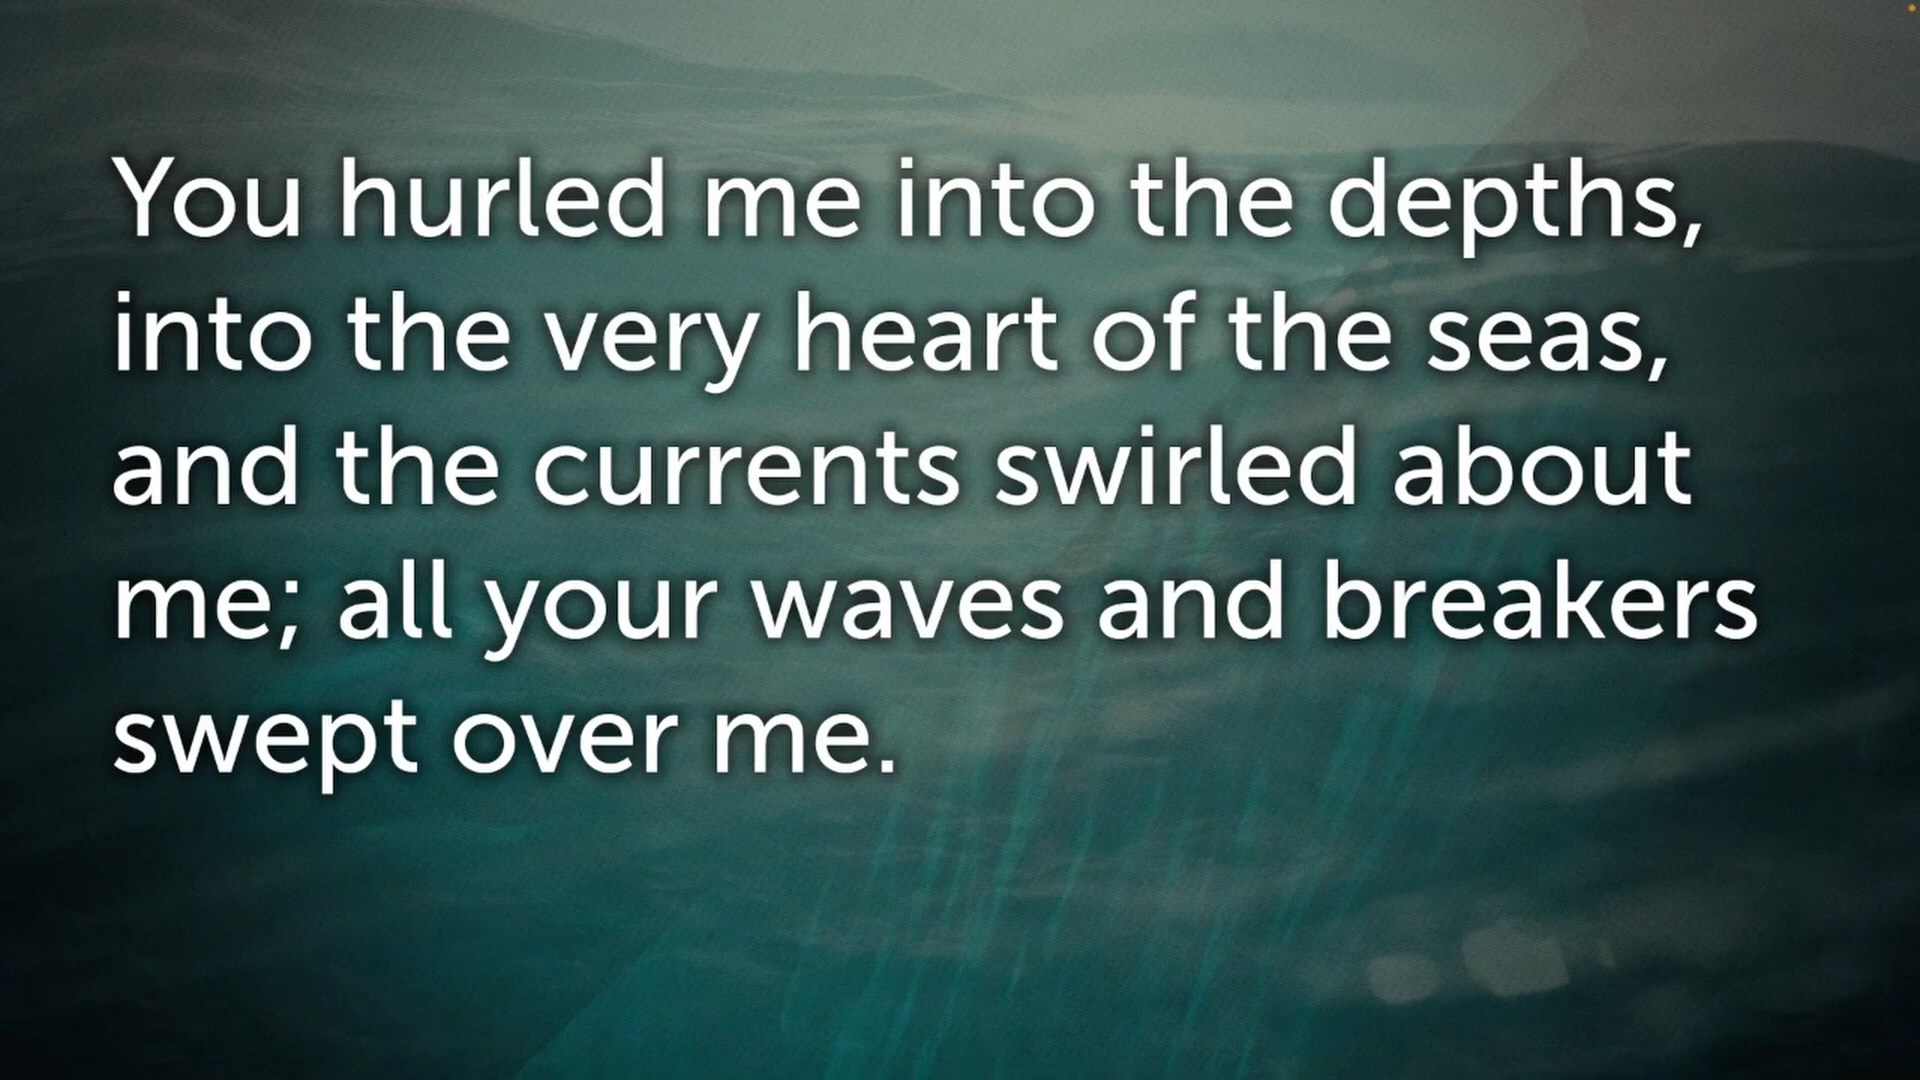 You hurled me into the depths,
into the very heart of the seas,
and the currents swirled about
me; all your waves and breakers
swept over me.